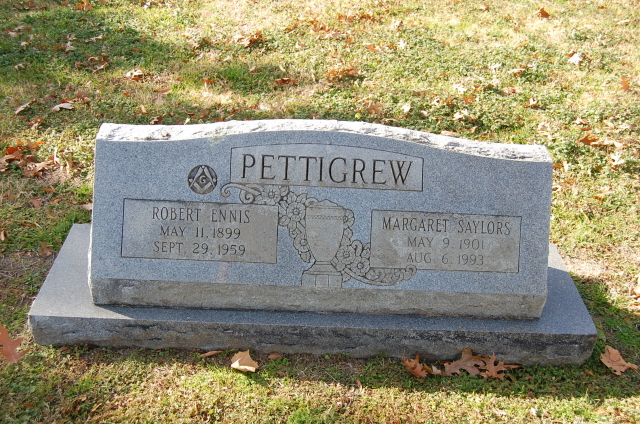 PETTIGREW
G
ROBERT ENNIS
MAY 11, 1899
SEPT. 29, 1959
MARGARET SAYLORS
MAY 9, 1901
AUG 6, 1993